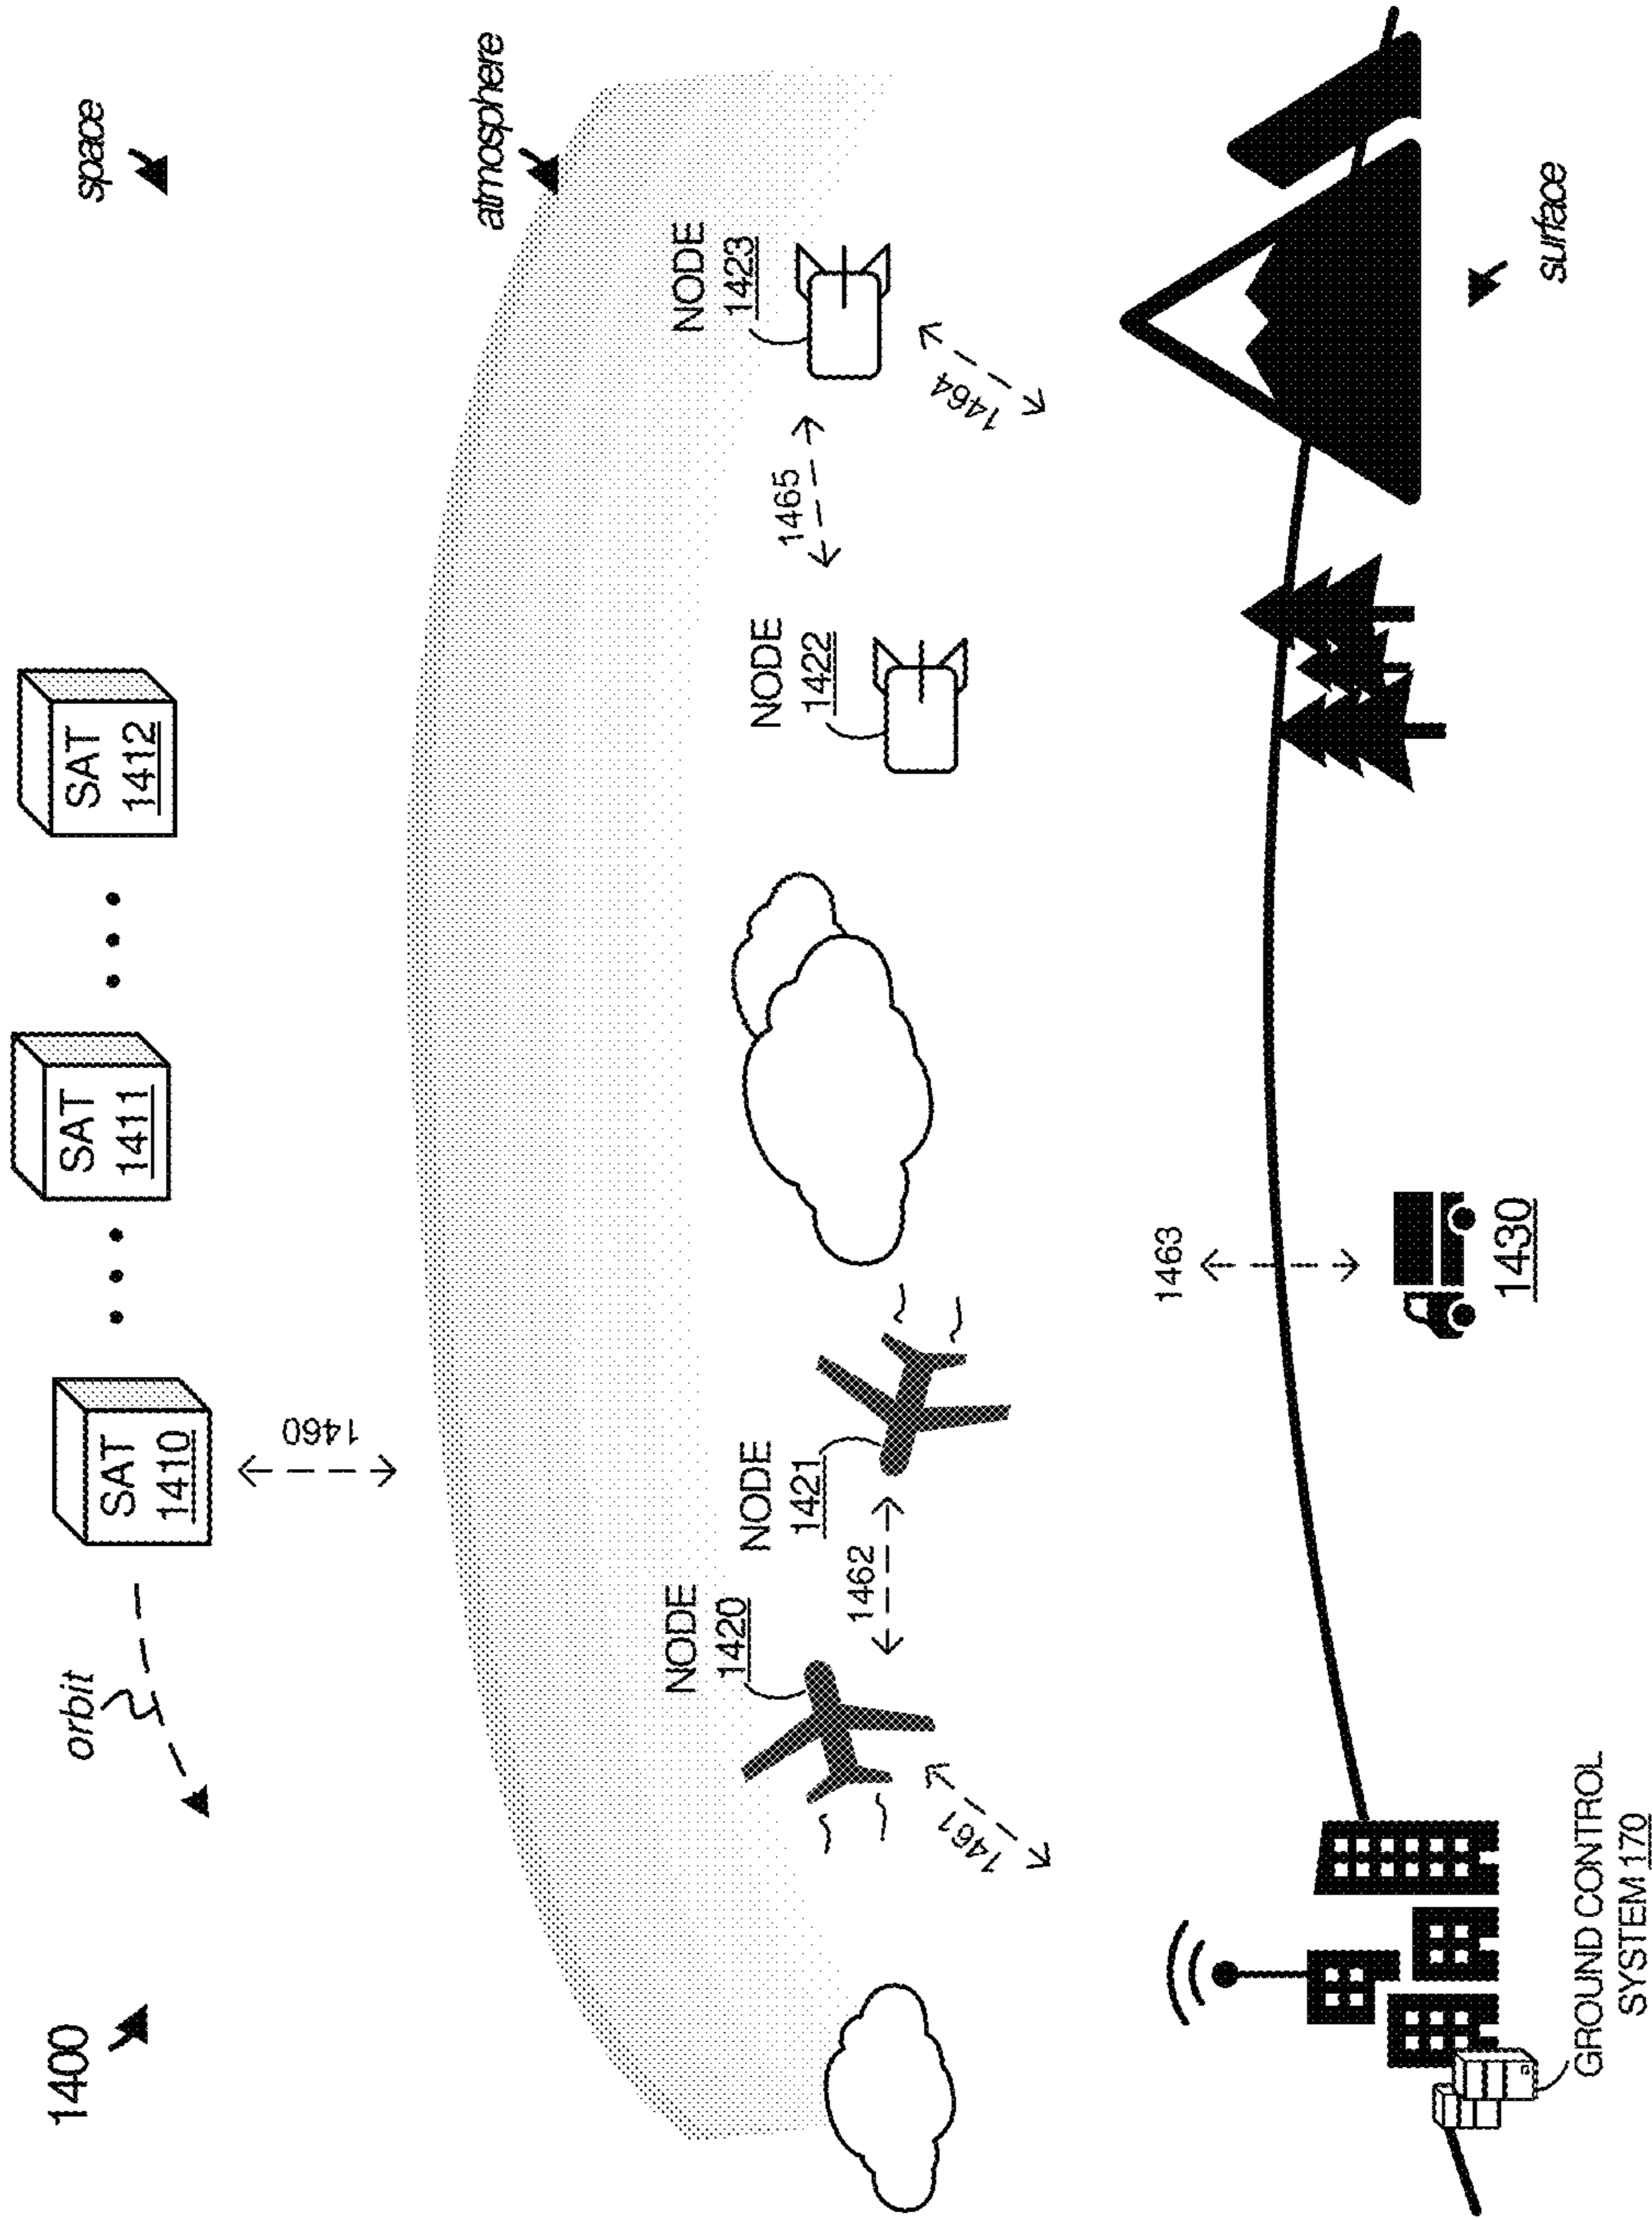 1400
orbit
SAT
1410
SAT
1411
SAT
1412
space
1460
atmosphere
NODE
1420
NODE
1421
NODE
1422
NODE
1423
1461
1462
1465
1464
1463
1430
surface
GROUND CONTROL
SYSTEM 170